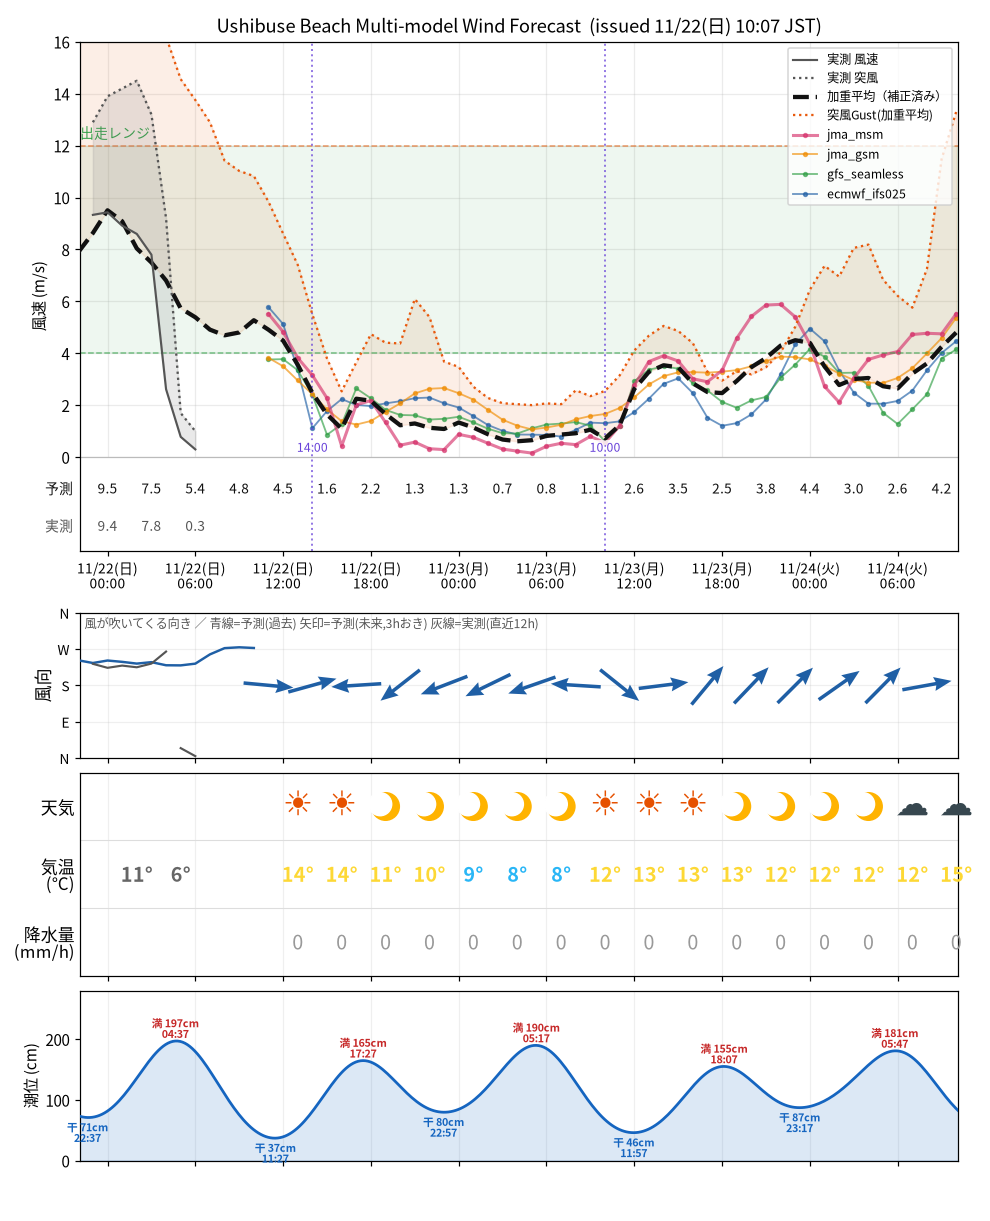 Ushibuse Beach Multi-model Wind Forecast (issued 11/22(日) 10:07 JST)
16
14
12
10
8
6
4
2
0
風速 (m/s)
出走レンジ
実測 風速
実測 突風
加重平均（補正済み）
突風Gust(加重平均)
jma_msm
jma_gsm
gfs_seamless
ecmwf_ifs025
14:00
10:00
予測 9.5 7.5 5.4 4.8 4.5 1.6 2.2 1.3 1.3 0.7 0.8 1.1 2.6 3.5 2.5 3.8 4.4 3.0 2.6 4.2
実測 9.4 7.8 0.3
11/22(日) 11/22(日) 11/22(日) 11/22(日) 11/23(月) 11/23(月) 11/23(月) 11/23(月) 11/24(火) 11/24(火)
00:00 06:00 12:00 18:00 00:00 06:00 12:00 18:00 00:00 06:00
風向
N
W
S
E
N
風が吹いてくる向き ／ 青線=予測(過去) 矢印=予測(未来,3hおき) 灰線=実測(直近12h)
天気
気温
(℃)
11° 6° 14° 14° 11° 10° 9° 8° 8° 12° 13° 13° 13° 12° 12° 12° 12° 15°
降水量
(mm/h)
0 0 0 0 0 0 0 0 0 0 0 0 0 0 0 0
潮位 (cm)
200
100
0
干 71cm
22:37
満 197cm
04:37
干 37cm
11:27
満 165cm
17:27
干 80cm
22:57
満 190cm
05:17
干 46cm
11:57
満 155cm
18:07
干 87cm
23:17
満 181cm
05:47